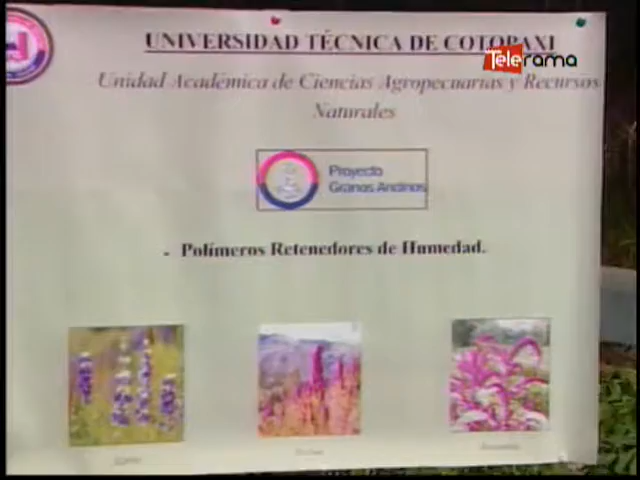 UNIVERSIDAD TÉCNICA DE COTOPAXI
Telerama
Unidad Académica de Ciencias Agropecuarias y Recursos
Naturales
Proyecto
Granos Andinos
- Polímeros Retenedores de Humedad.